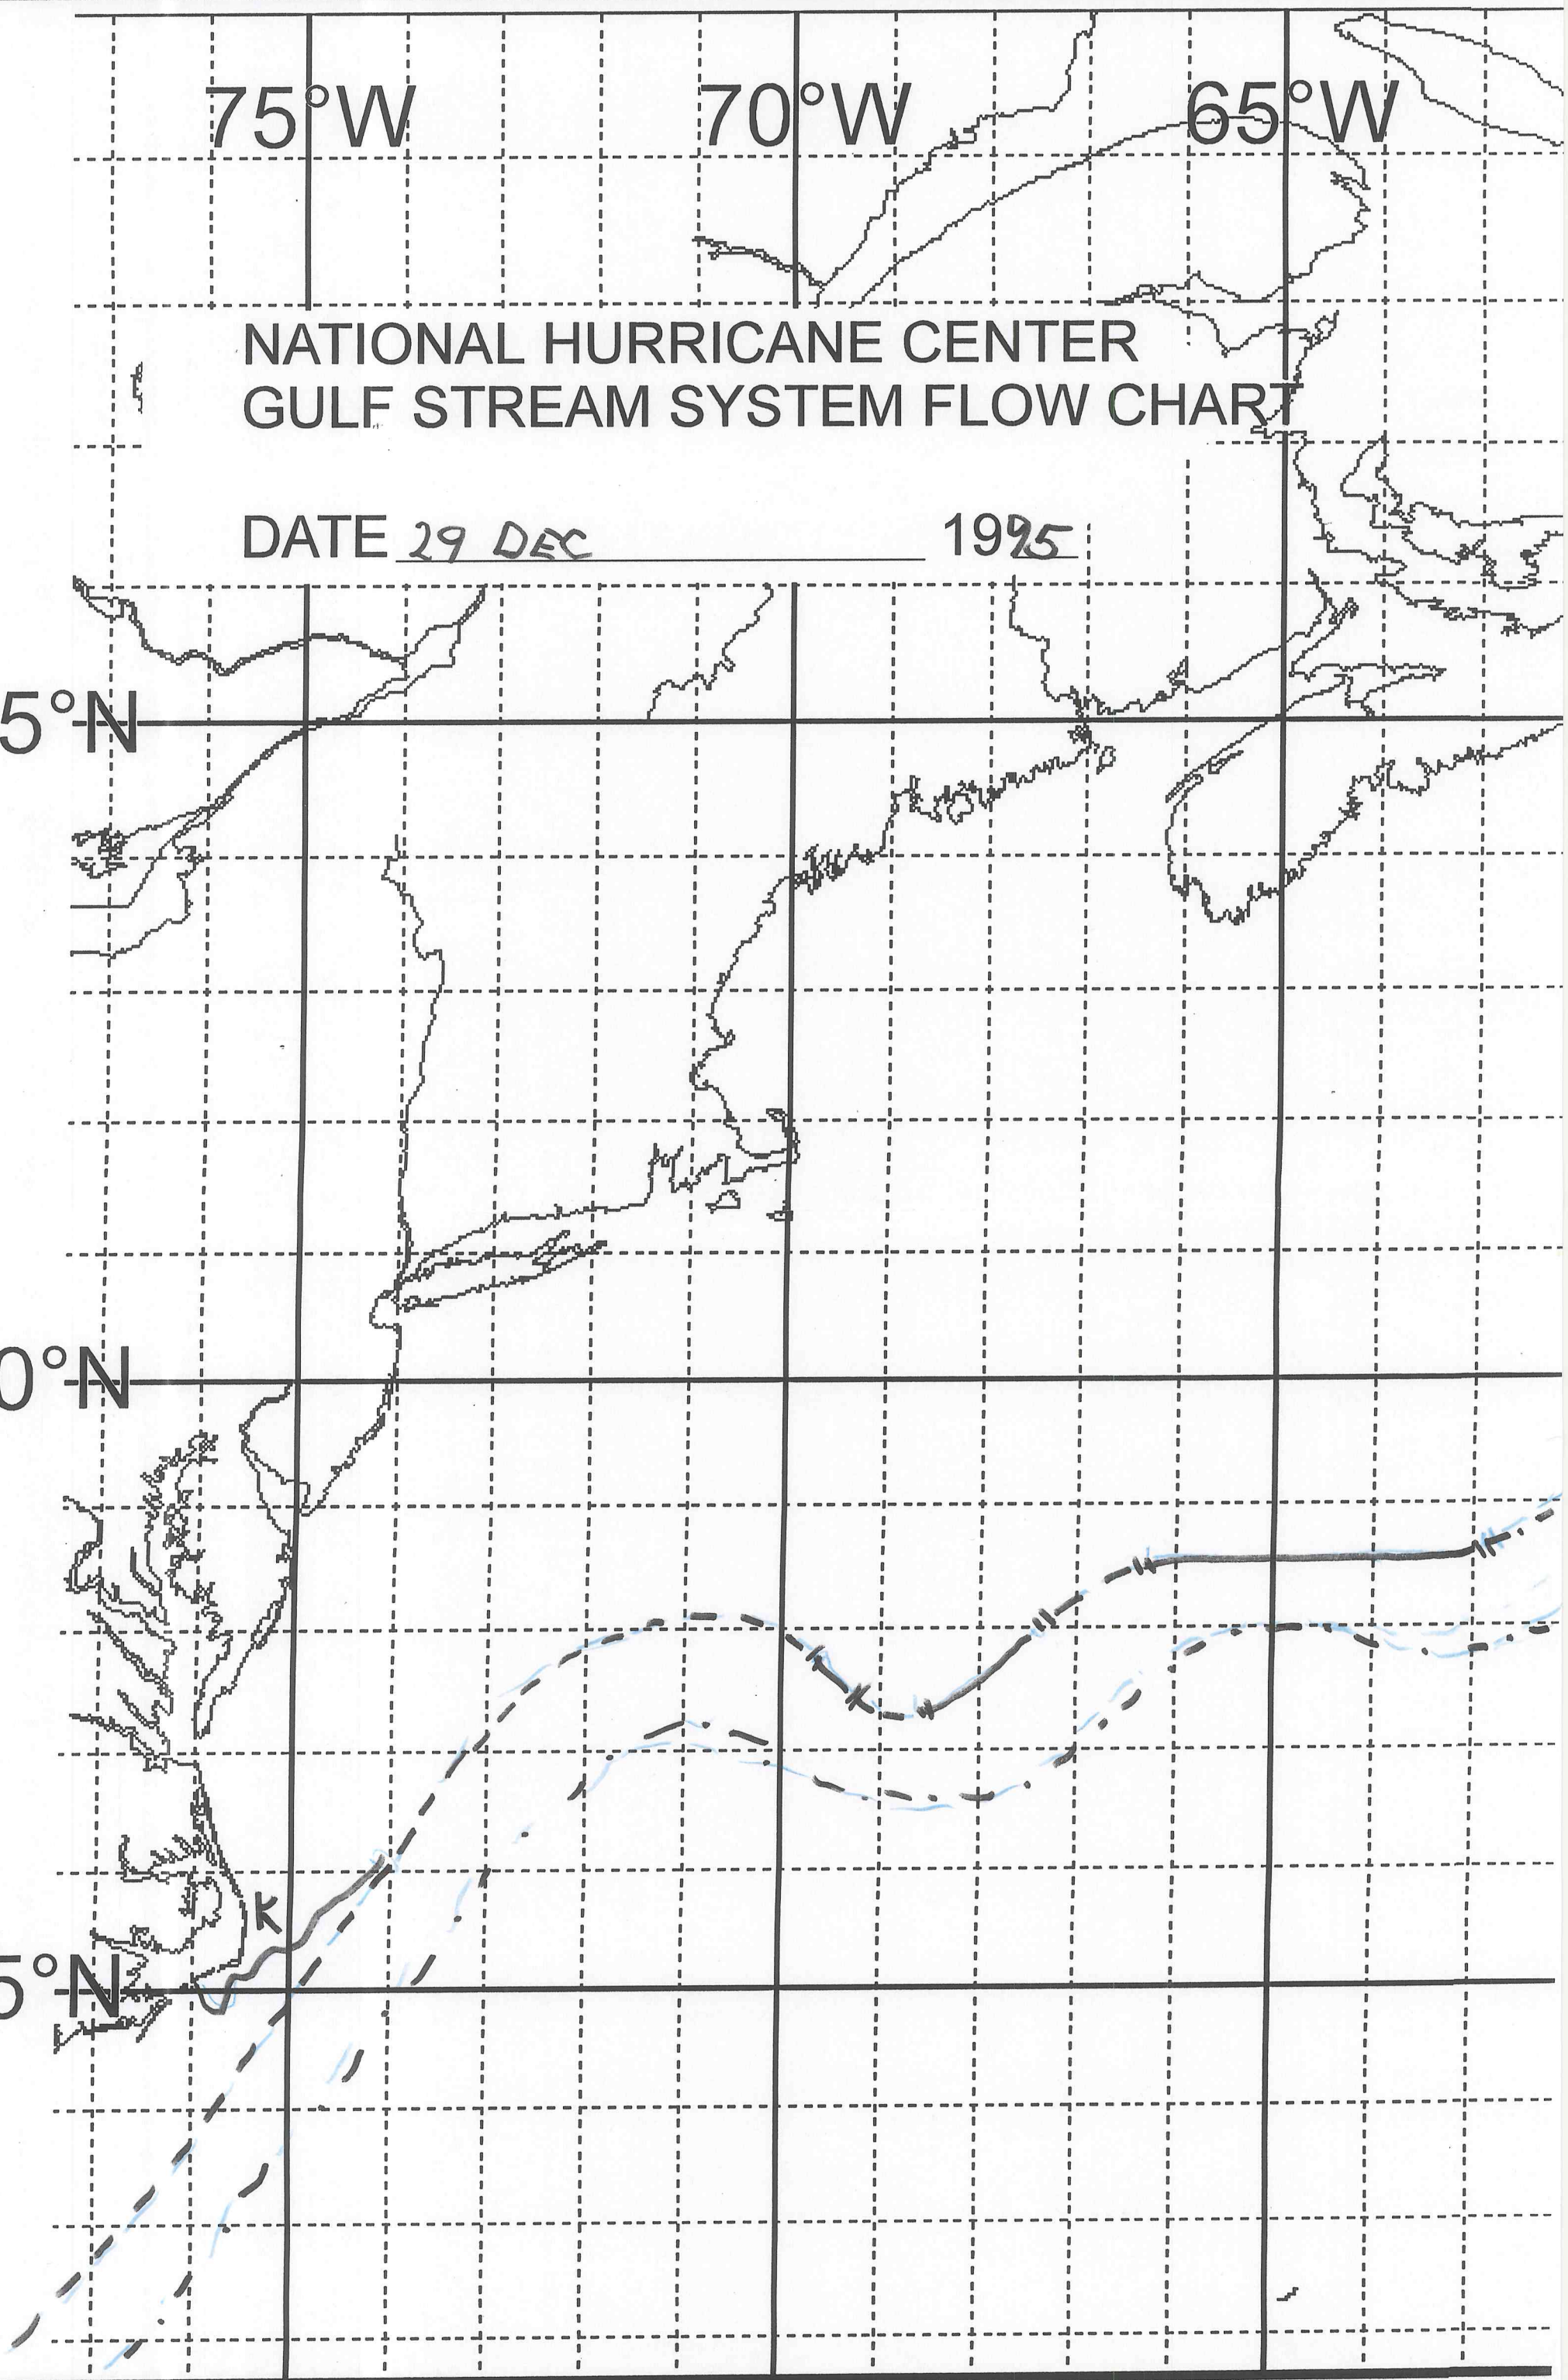 75°W 70°W 65°W
NATIONAL HURRICANE CENTER
GULF STREAM SYSTEM FLOW CHART
DATE 29 DEC 1995
5°N
0°N
K
5°N